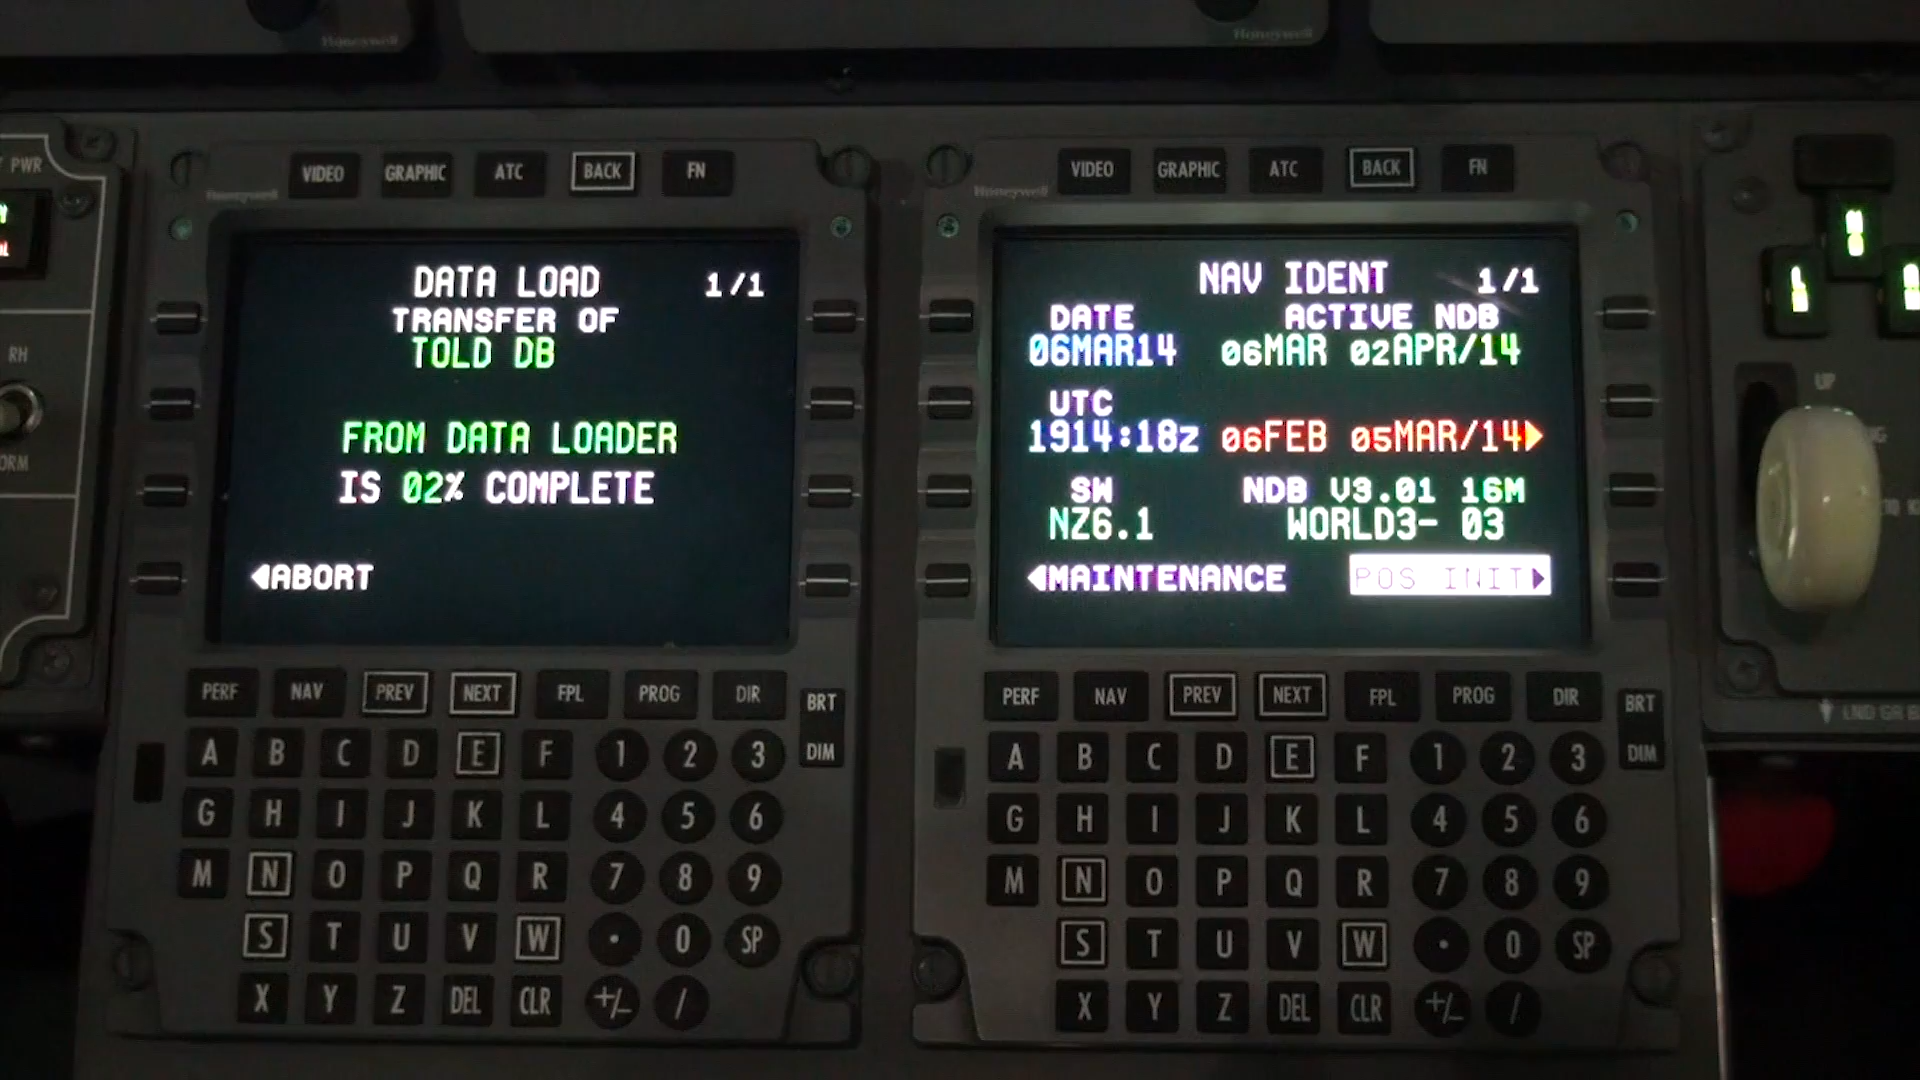 Honeywell
Honeywell
PWR
RH
ORM
Honeywell
VIDEO GRAPHIC ATC BACK FN
DATA LOAD 1/1
TRANSFER OF
TOLD DB
FROM DATA LOADER
IS 02% COMPLETE
◀ABORT
PERF NAV PREV NEXT FPL PROG DIR
BRT
DIM
A B C D E F 1 2 3
G H I J K L 4 5 6
M N O P Q R 7 8 9
S T U V W • 0 SP
X Y Z DEL CLR +/- /
Honeywell
VIDEO GRAPHIC ATC BACK FN
NAV IDENT 1/1
DATE ACTIVE NDB
06MAR14 06MAR 02APR/14
UTC
1914:18z 06FEB 05MAR/14▶
SW NDB V3.01 16M
NZ6.1 WORLD3- 03
◀MAINTENANCE POS INIT▶
PERF NAV PREV NEXT FPL PROG DIR
BRT
DIM
A B C D E F 1 2 3
G H I J K L 4 5 6
M N O P Q R 7 8 9
S T U V W • 0 SP
X Y Z DEL CLR +/- /
UP